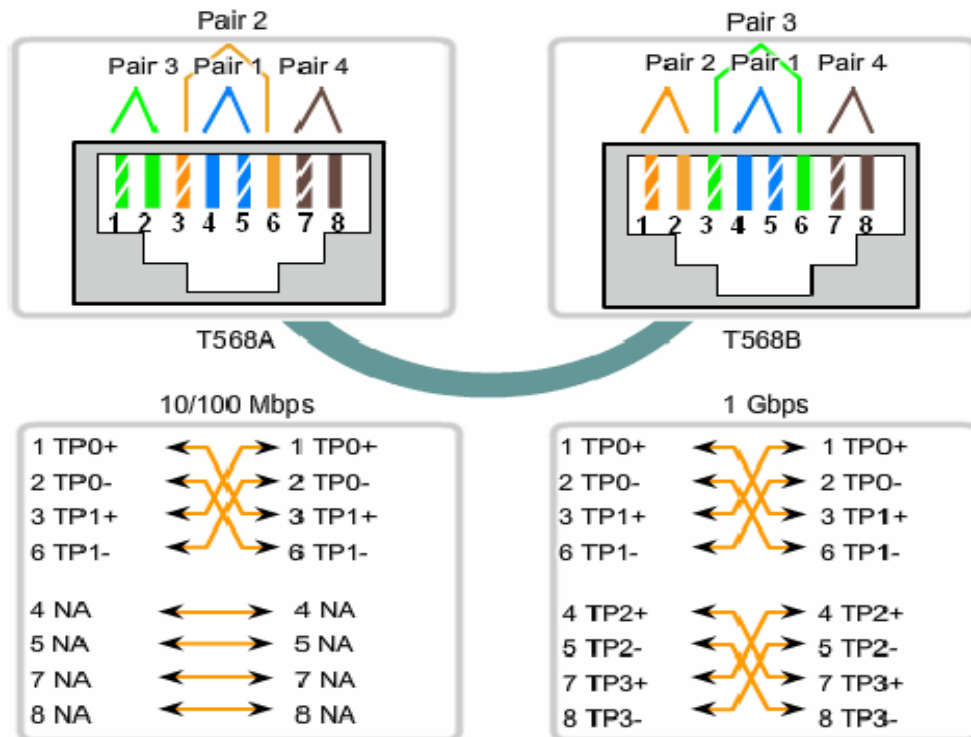 Pair 2
Pair 3 Pair 1 Pair 4
1 2 3 4 5 6 7 8
T568A
Pair 3
Pair 2 Pair 1 Pair 4
1 2 3 4 5 6 7 8
T568B
10/100 Mbps
1 TP0+ 1 TP0+
2 TP0- 2 TP0-
3 TP1+ 3 TP1+
6 TP1- 6 TP1-
4 NA 4 NA
5 NA 5 NA
7 NA 7 NA
8 NA 8 NA
1 Gbps
1 TP0+ 1 TPO+
2 TP0- 2 TPO-
3 TP1+ 3 TP1+
6 TP1- 6 TP1-
4 TP2+ 4 TP2+
5 TP2- 5 TP2-
7 TP3+ 7 TP3+
8 TP3- 8 TP3-